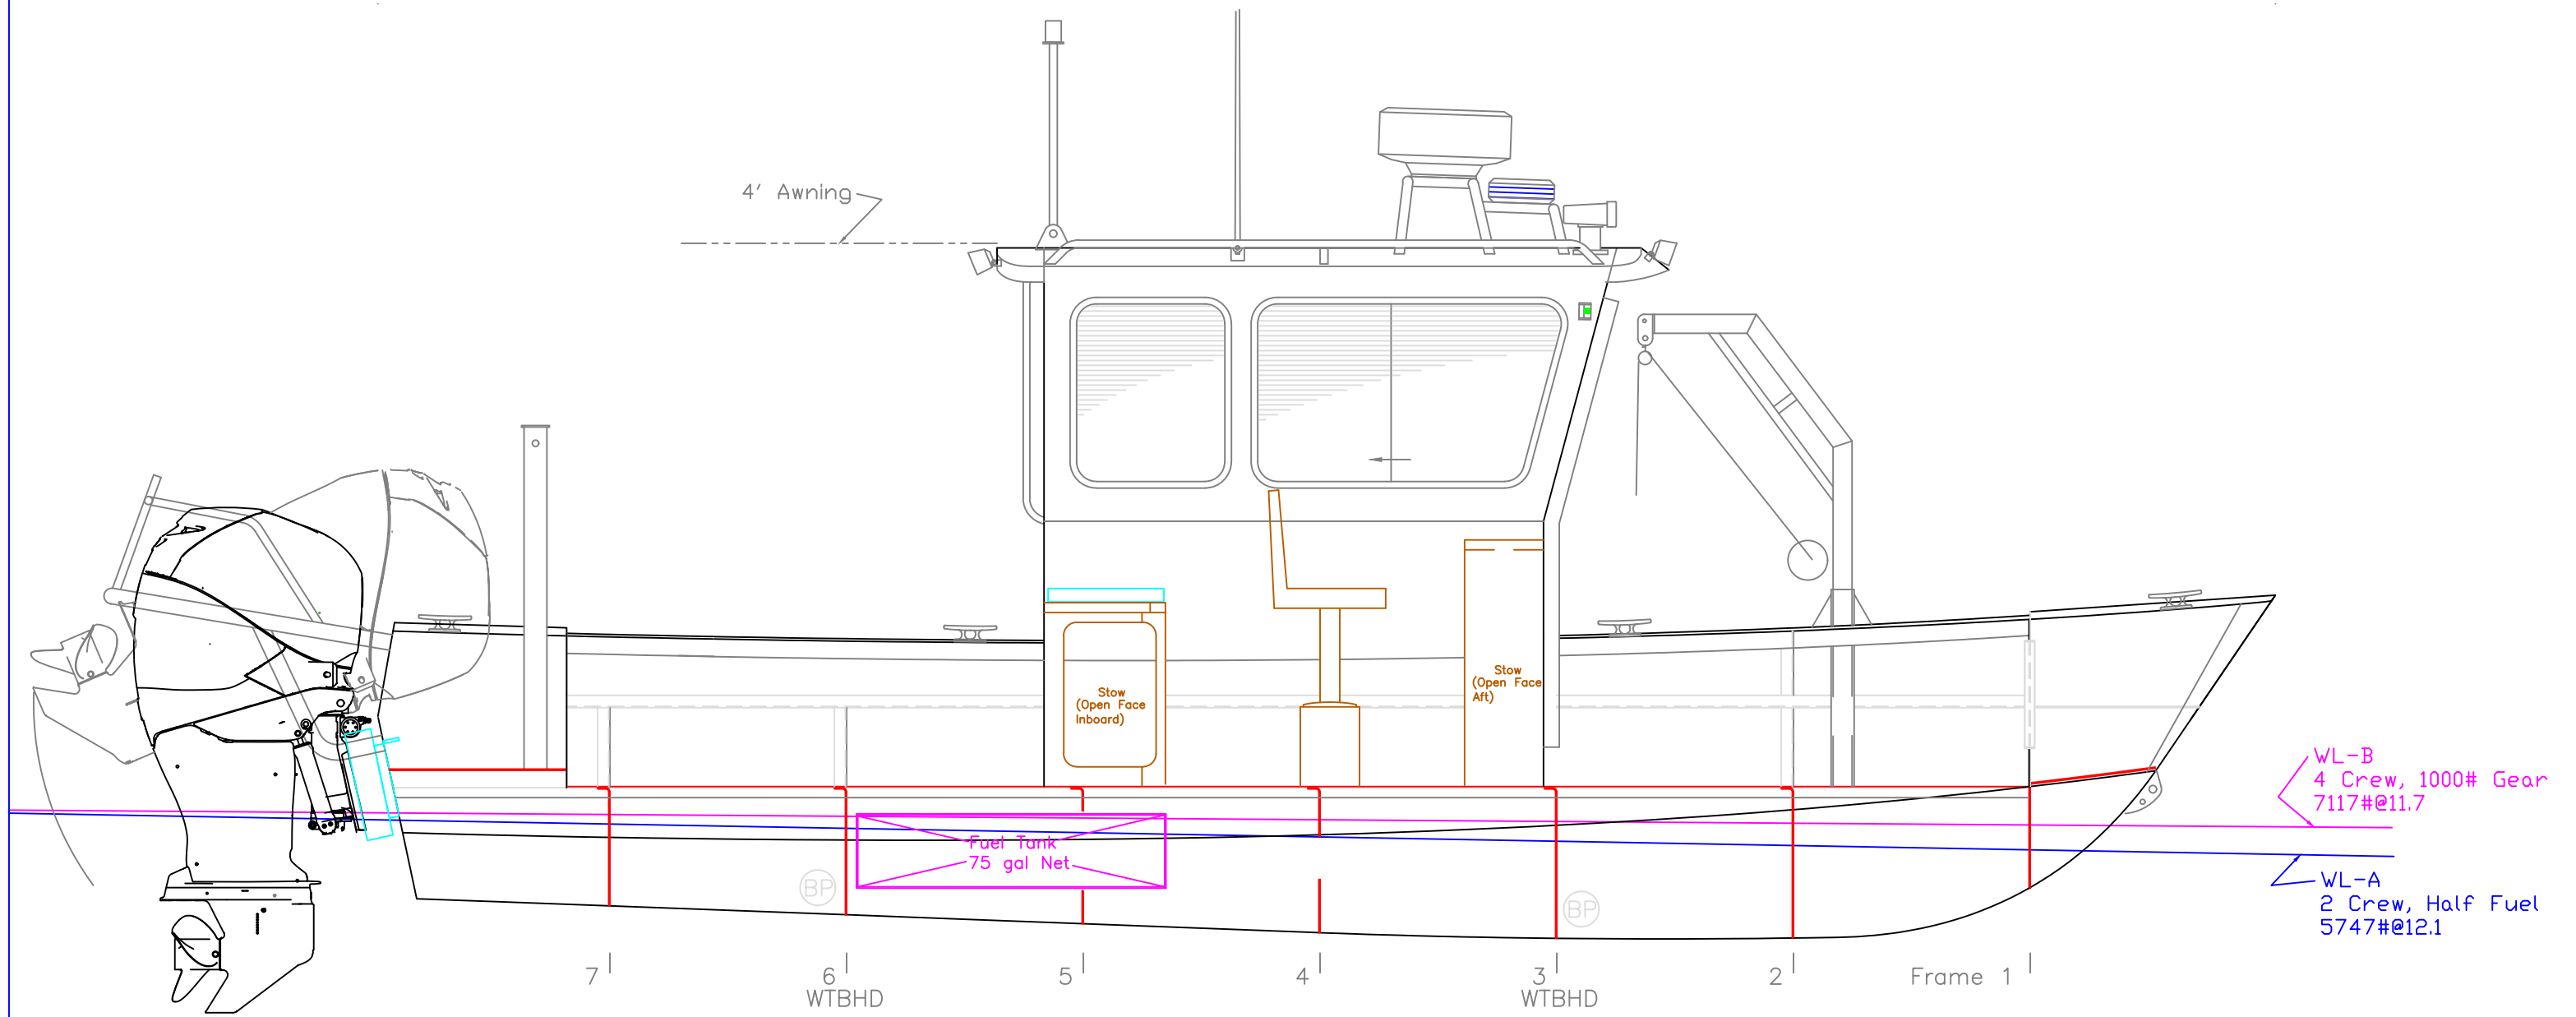 4' Awning
Stow
(Open Face
Inboard)
Stow
(Open Face
Aft)
WL-B
4 Crew, 1000# Gear
7117#@11.7
Fuel Tank
75 gal Net
BP
BP
WL-A
2 Crew, Half Fuel
5747#@12.1
7
6
5
4
3
2
Frame 1
WTBHD
WTBHD